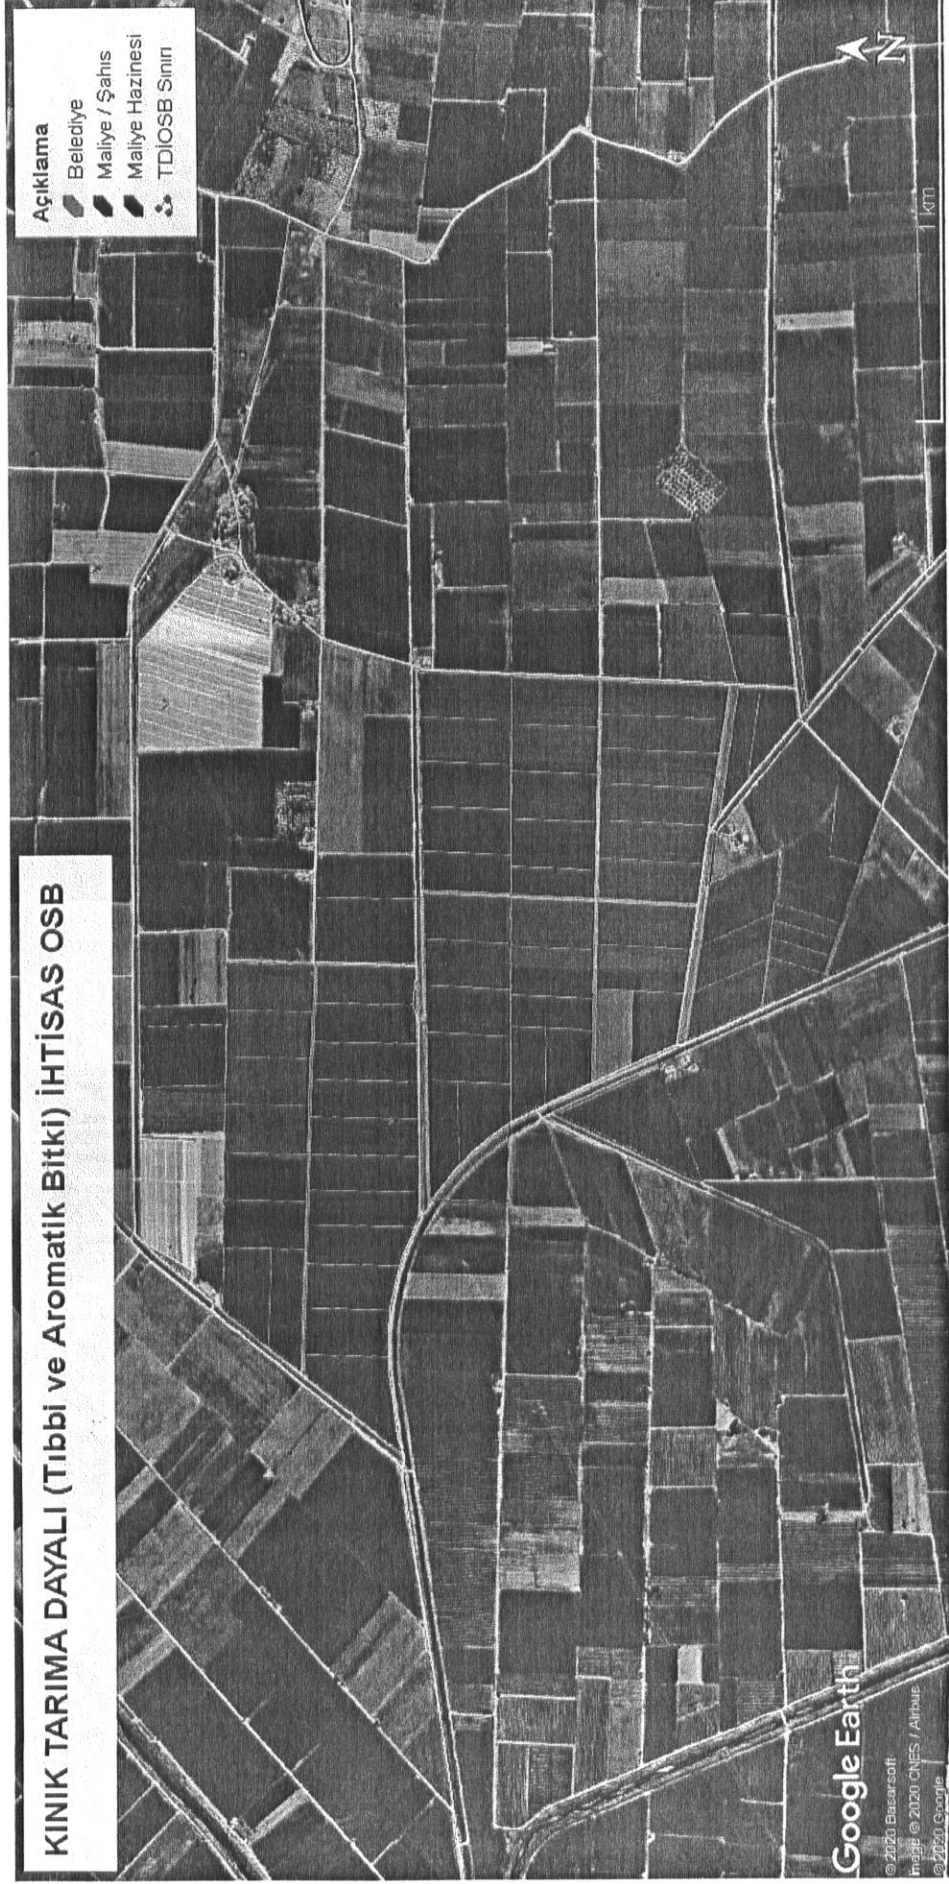 KINIK TARIMA DAYALI (Tıbbi ve Aromatik Bitki) İHTİSAS OSB
Açıklama
Belediye
Maliye / Şahıs
Maliye Hazinesi
TDİOSB Sınırı
N
1 km
Google Earth
© 2020 Basarsoft
Image © 2020 CNES / Airbus
© 2020 Google